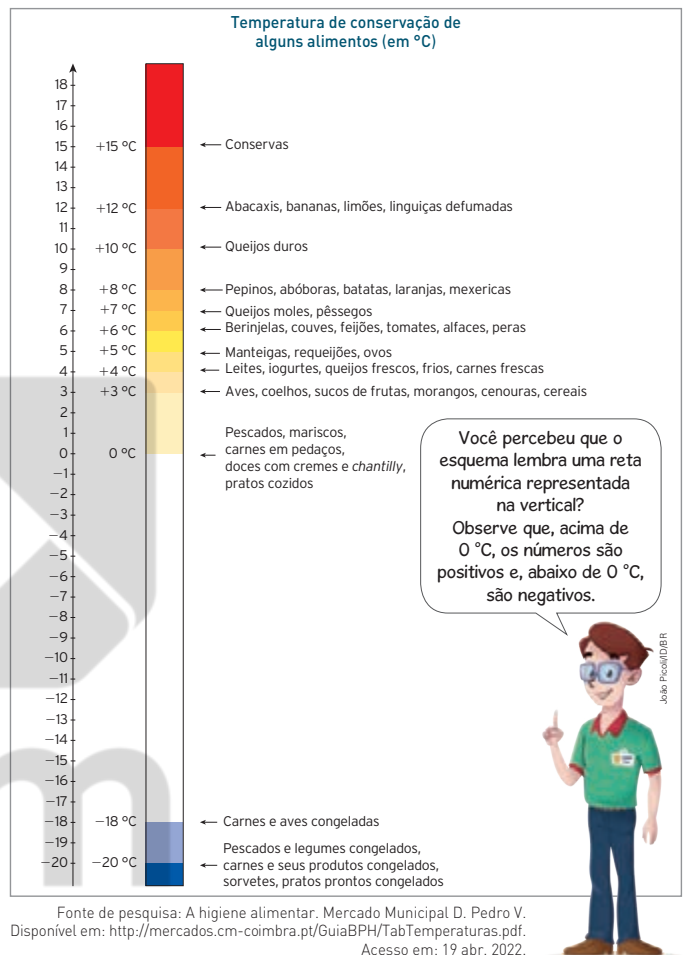 Temperatura de conservação de
alguns alimentos (em °C)
18
17
16
15 +15 °C Conservas
14
13
12 +12 °C Abacaxis, bananas, limões, linguiças defumadas
11
10 +10 °C Queijos duros
9
8 +8 °C Pepinos, abóboras, batatas, laranjas, mexericas
7 +7 °C Queijos moles, pêssegos
6 +6 °C Berinjelas, couves, feijões, tomates, alfaces, peras
5 +5 °C Manteigas, requeijões, ovos
4 +4 °C Leites, iogurtes, queijos frescos, frios, carnes frescas
3 +3 °C Aves, coelhos, sucos de frutas, morangos, cenouras, cereais
2
1
0 0 °C
Pescados, mariscos,
carnes em pedaços,
doces com cremes e chantilly,
pratos cozidos
−1
−2
−3
−4
−5
−6
−7
−8
−9
−10
−11
−12
−13
−14
−15
−16
−17
−18 −18 °C Carnes e aves congeladas
−19
−20 −20 °C
Pescados e legumes congelados,
carnes e seus produtos congelados,
sorvetes, pratos prontos congelados
Você percebeu que o
esquema lembra uma reta
numérica representada
na vertical?
Observe que, acima de
0 °C, os números são
positivos e, abaixo de 0 °C,
são negativos.
João Picoli/ID/BR
Fonte de pesquisa: A higiene alimentar. Mercado Municipal D. Pedro V.
Disponível em: http://mercados.cm-coimbra.pt/GuiaBPH/TabTemperaturas.pdf.
Acesso em: 19 abr. 2022.